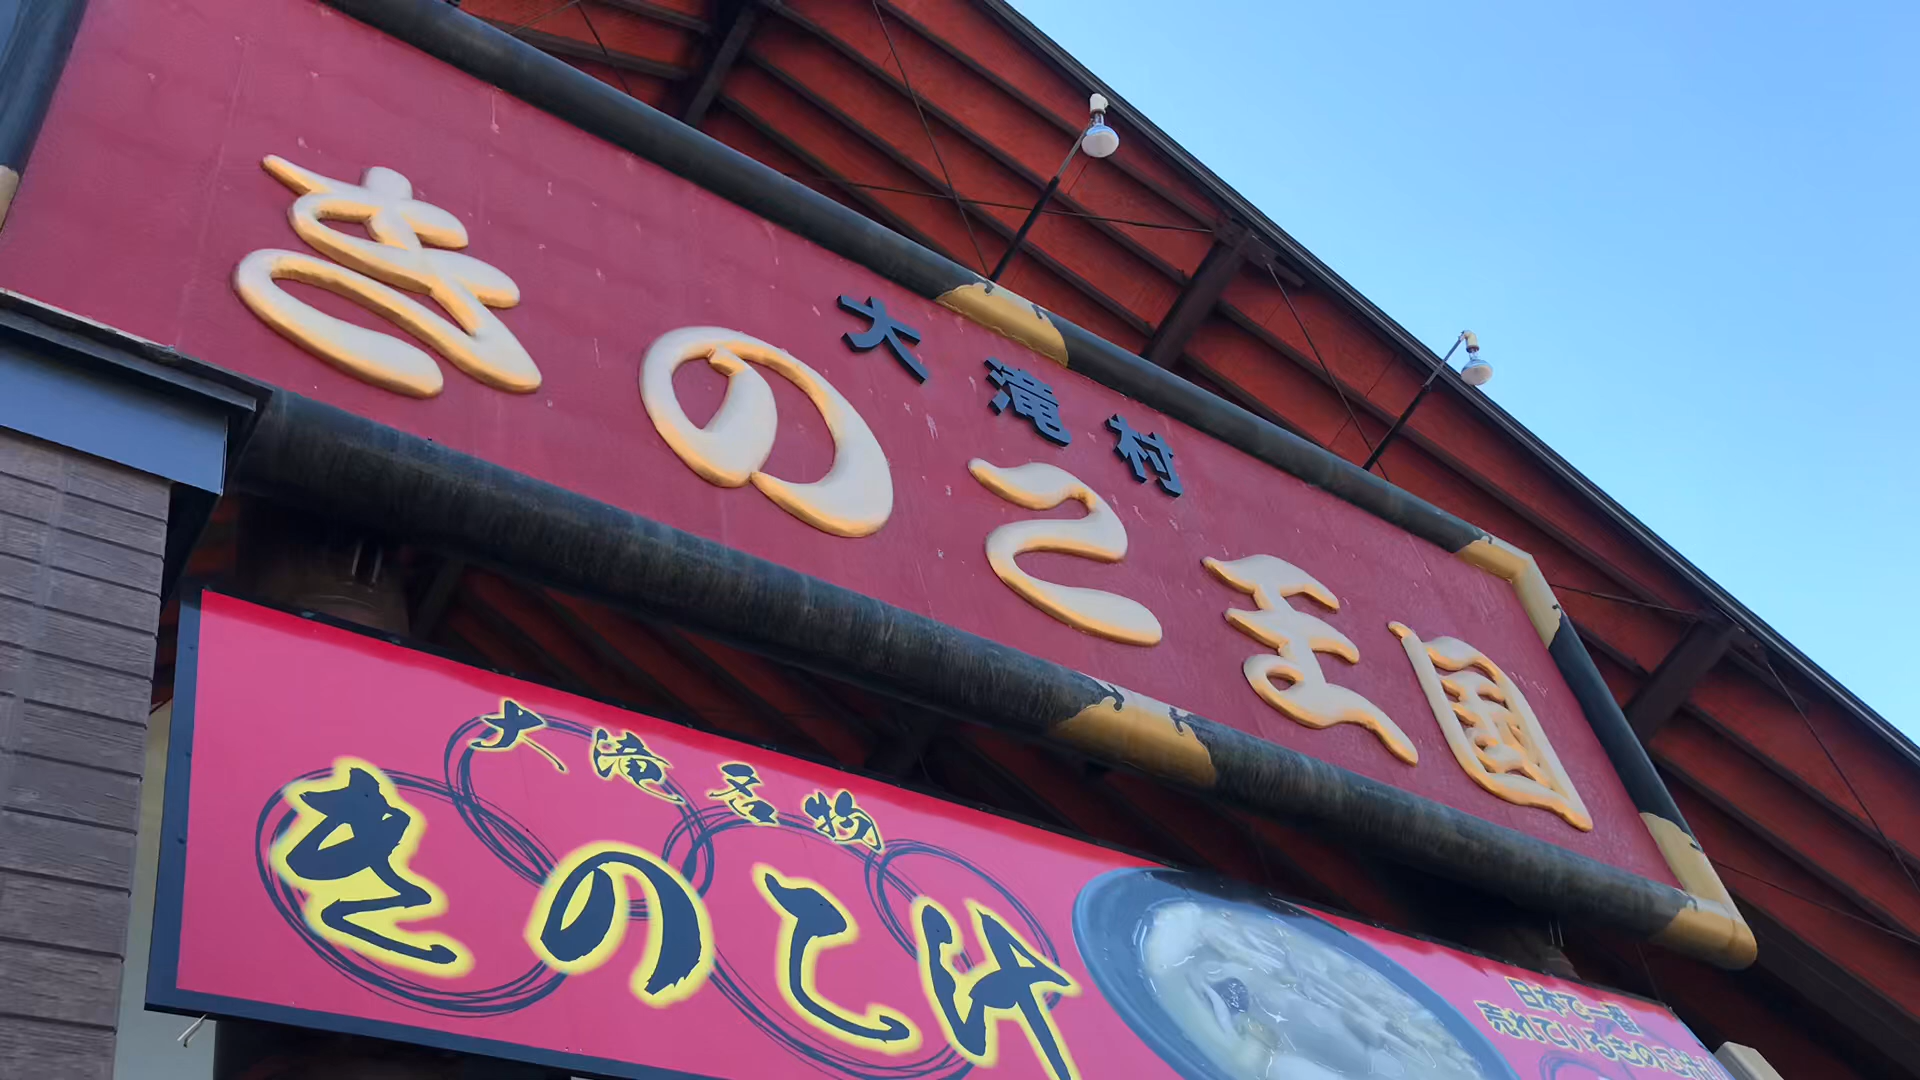 大滝村
きのこ王国
大滝名物
きのこ汁
日本で一番
売れているきのこ汁!!